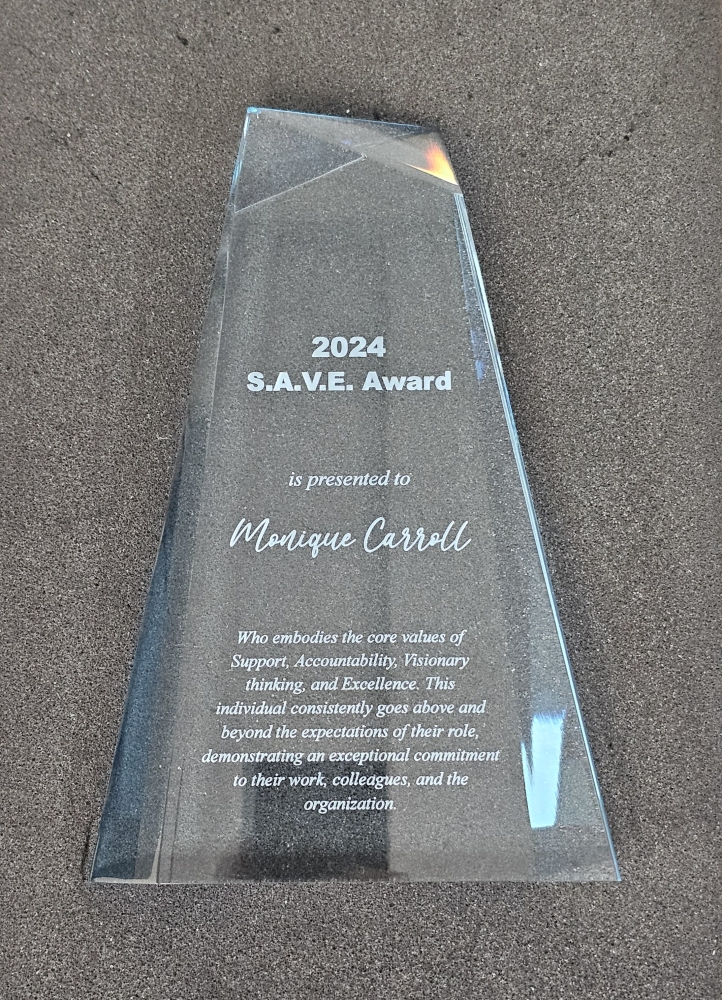 2024
S.A.V.E. Award
is presented to
Monique Carroll
Who embodies the core values of
Support, Accountability, Visionary
thinking, and Excellence. This
individual consistently goes above and
beyond the expectations of their role,
demonstrating an exceptional commitment
to their work, colleagues, and the
organization.